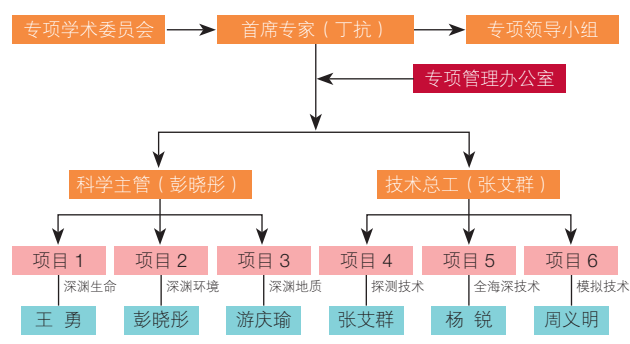 专项学术委员会
首席专家（丁抗）
专项领导小组
专项管理办公室
科学主管（彭晓彤）
技术总工（张艾群）
项目 1
项目 2
项目 3
项目 4
项目 5
项目 6
深渊生命
深渊环境
深渊地质
探测技术
全海深技术
模拟技术
王 勇
彭晓彤
游庆瑜
张艾群
杨 锐
周义明